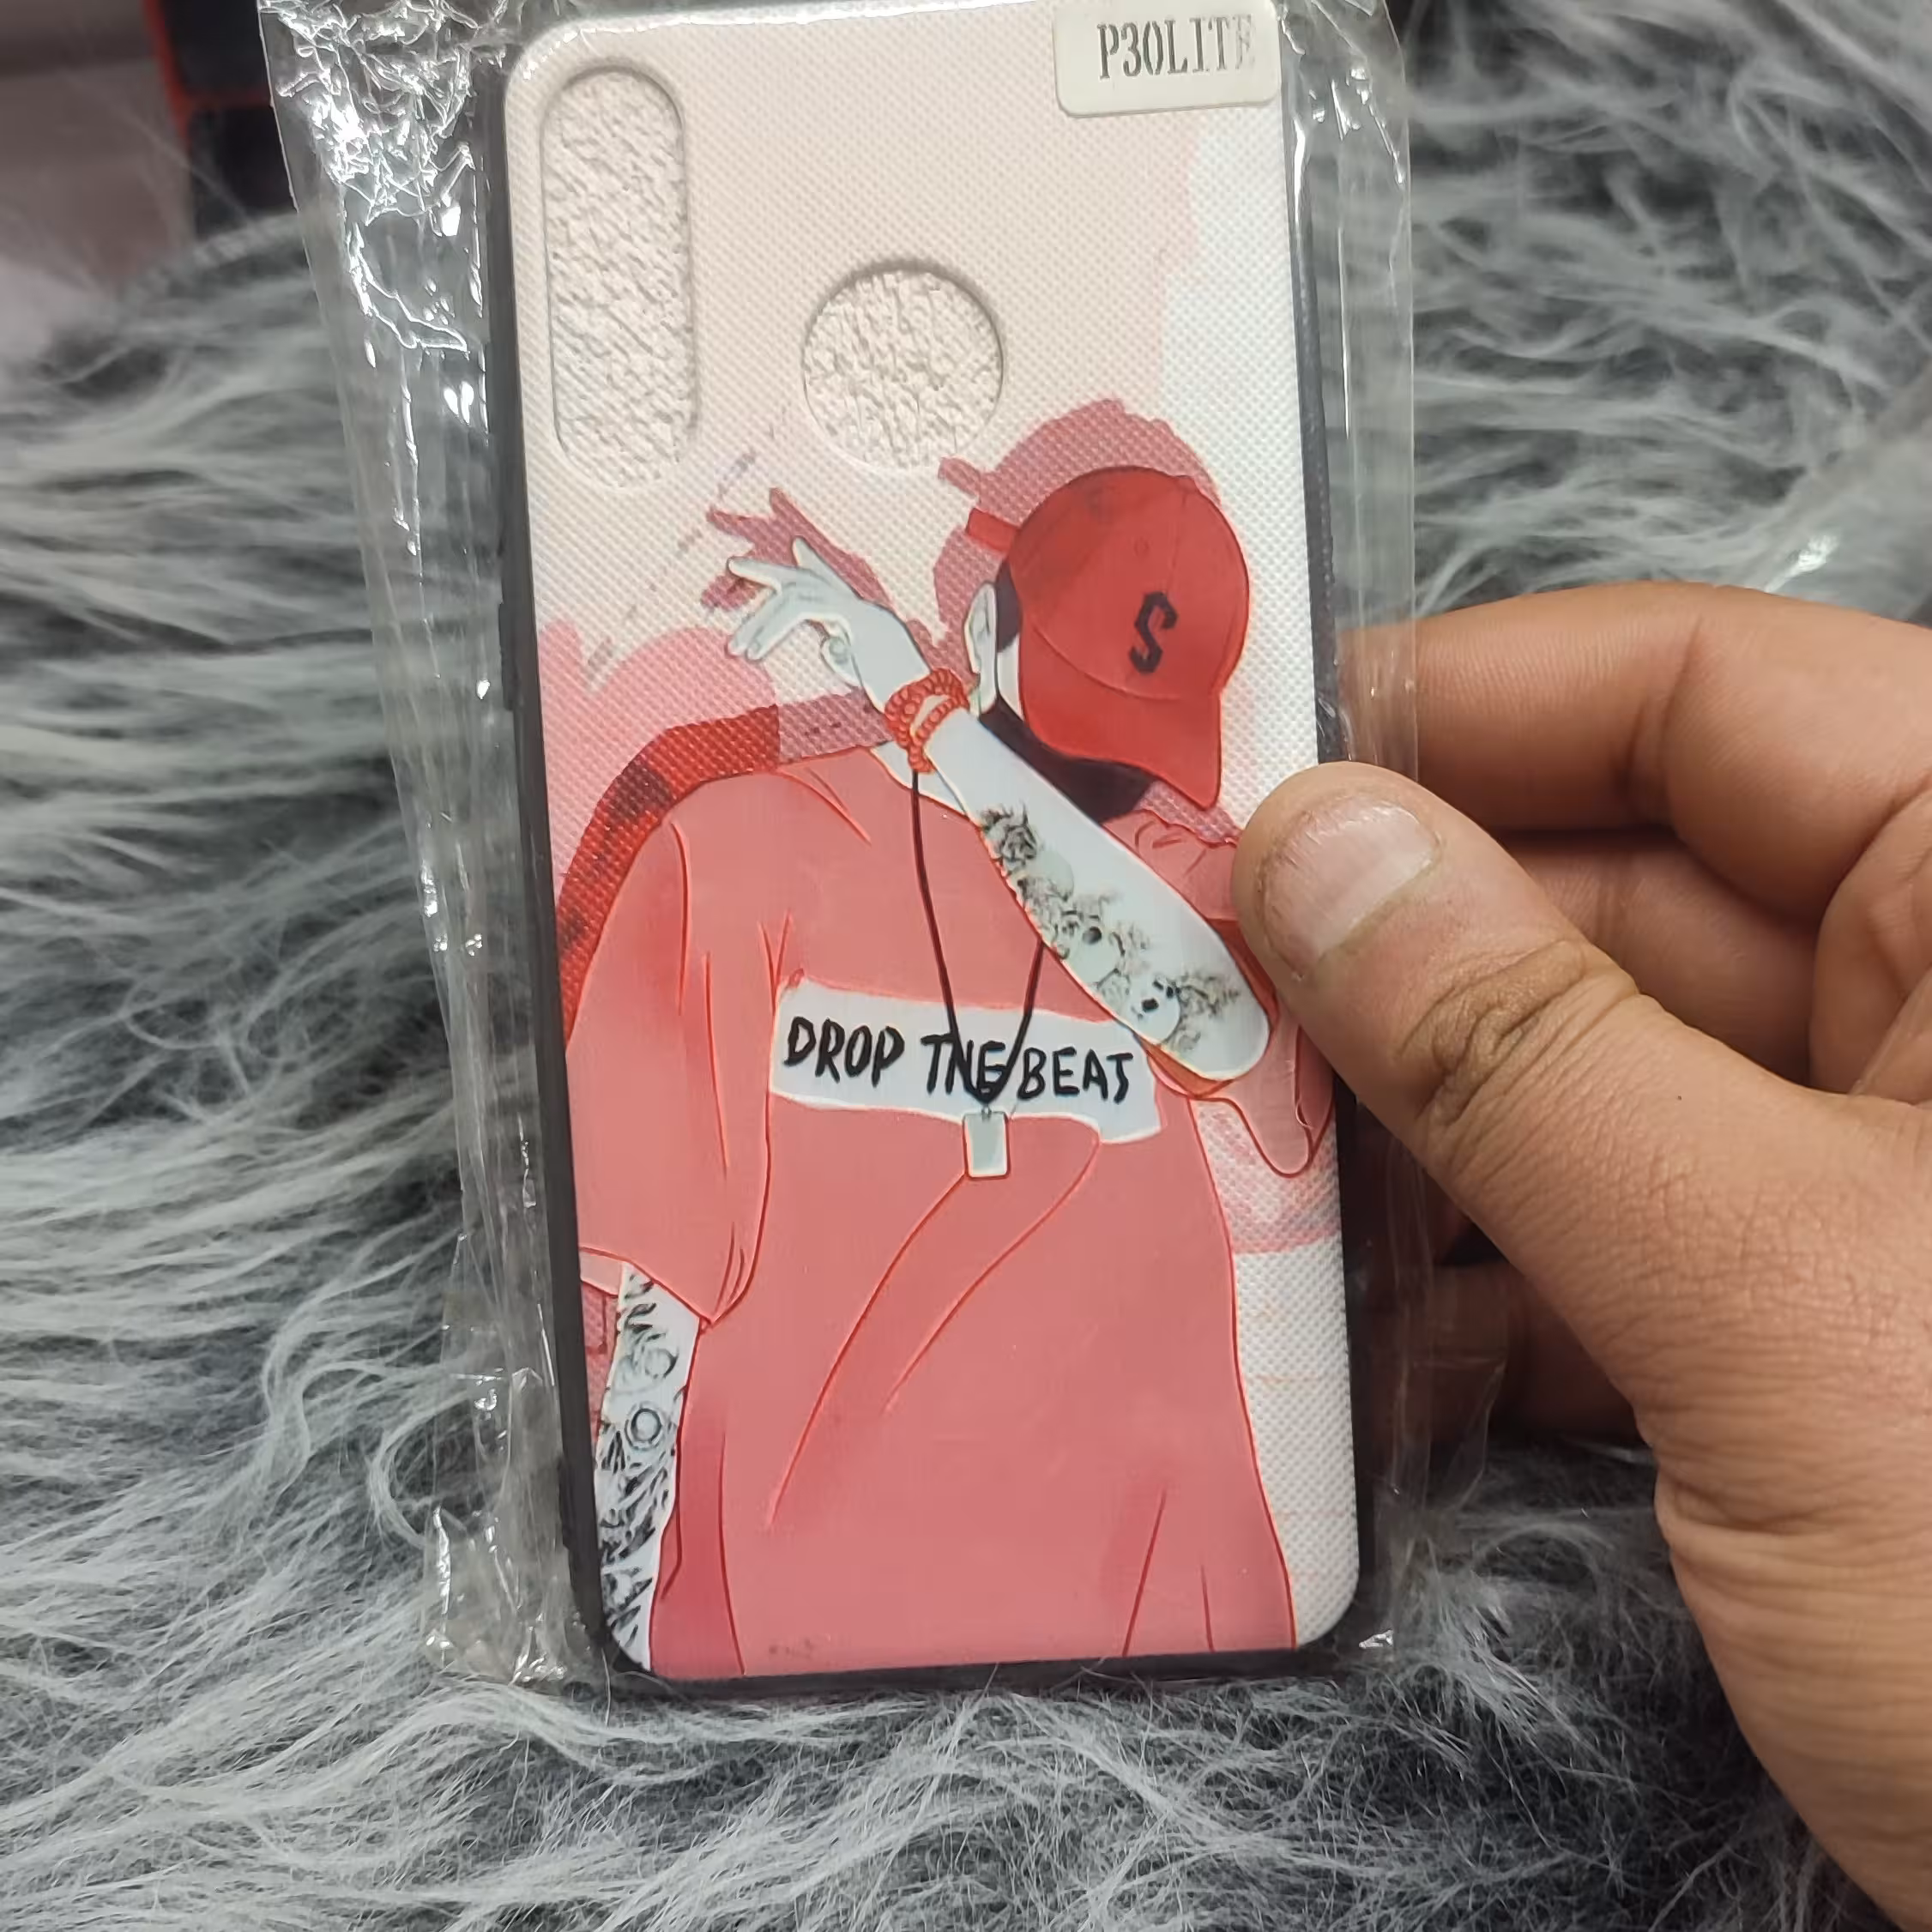 P30LITE
S
DROP THE BEAT